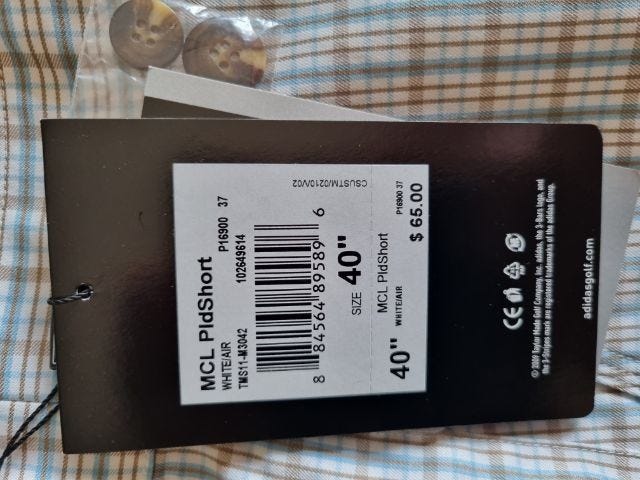 MCL PldShort
WHITE/AIR P16900 37
TMS11-M3042 102649614
8 84564 89589 6
SIZE 40"
CSUSTM/0210/V02
MCL PldShort
40" WHITE/AIR P16900 37
$ 65.00
CE
© 2009 Taylor Made Golf Company, Inc. adidas, the 3-Bars logo, and
the 3-Stripes mark are registered trademarks of the adidas Group.
adidasgolf.com